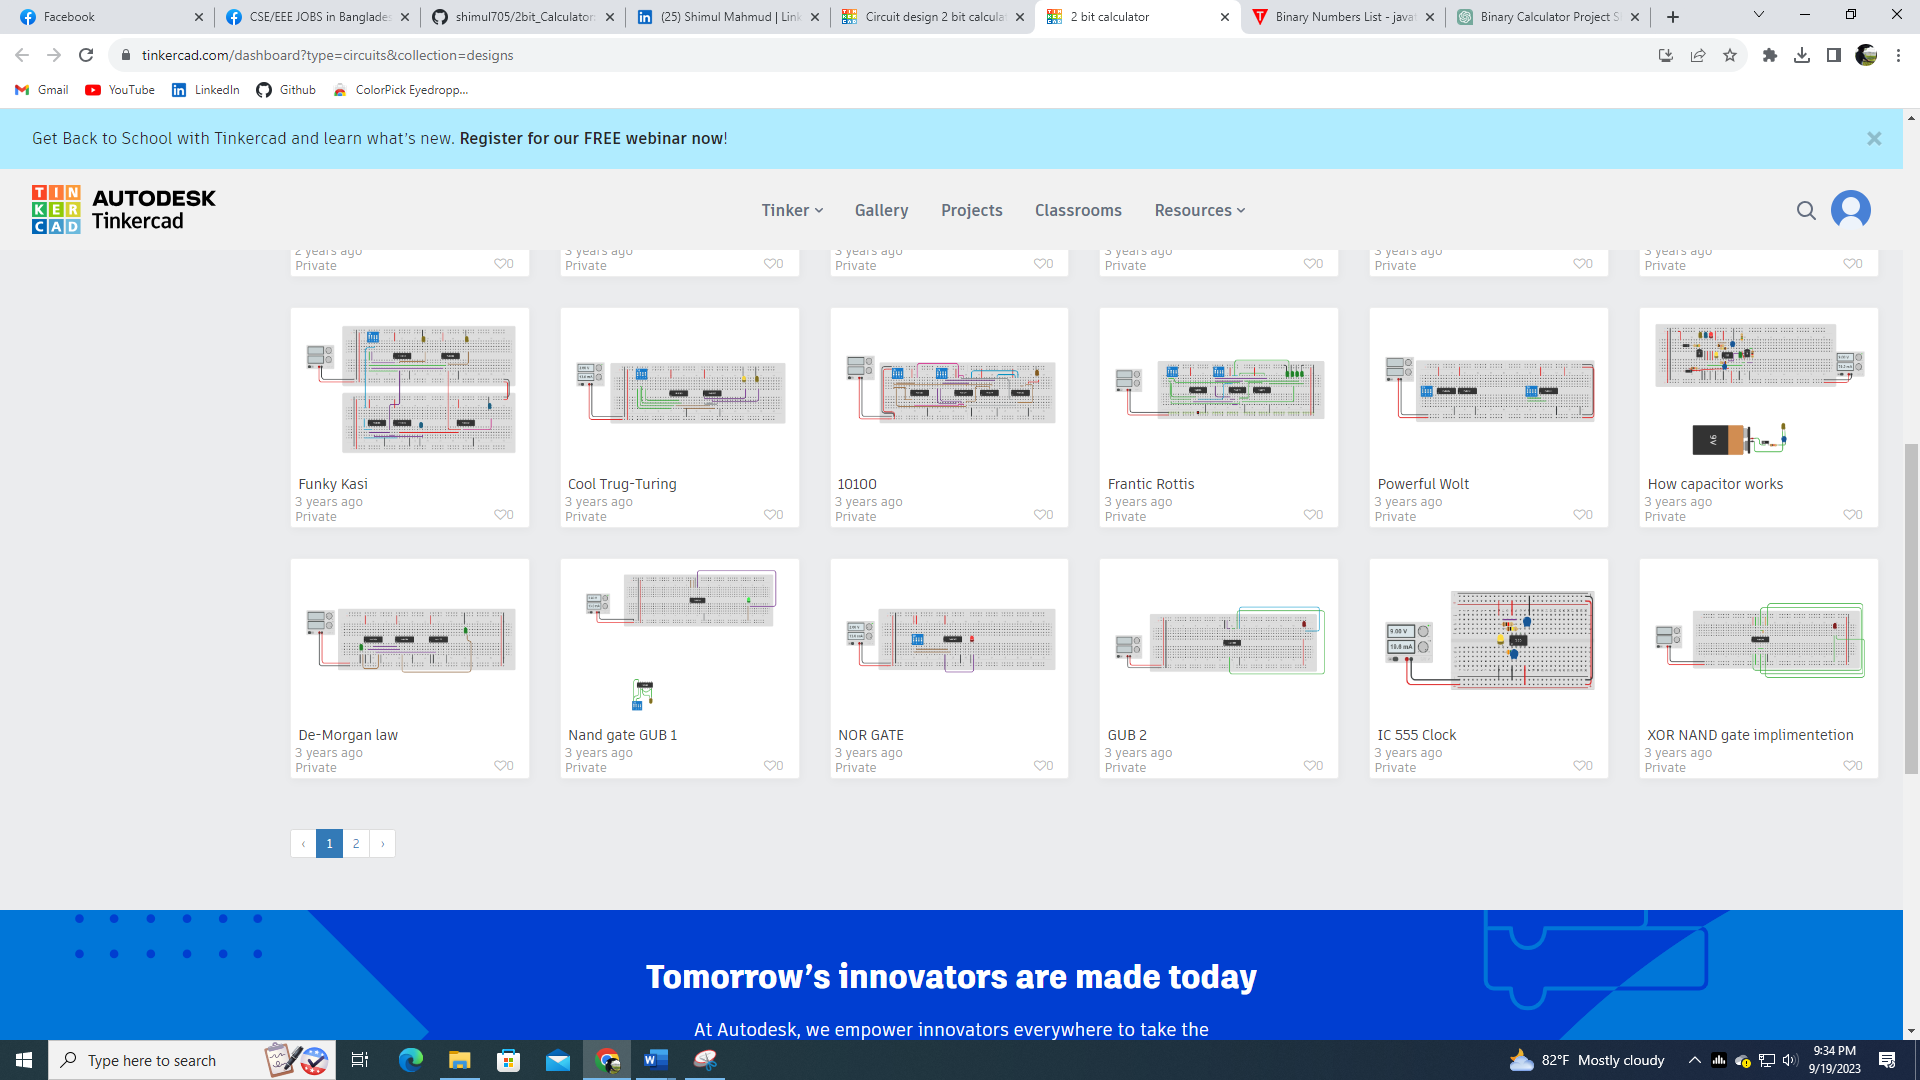 Facebook
CSE/EEE JOBS in Banglades
shimul705/2bit_Calculator
(25) Shimul Mahmud | Link
Circuit design 2 bit calculat
2 bit calculator
Binary Numbers List - javat
Binary Calculator Project S
tinkercad.com/dashboard?type=circuits&collection=designs
Gmail
YouTube
LinkedIn
Github
ColorPick Eyedropp...
Get Back to School with Tinkercad and learn what's new. Register for our FREE webinar now!
TINKERCAD
AUTODESK
Tinkercad
Tinker
Gallery
Projects
Classrooms
Resources
2 years ago
3 years ago
3 years ago
3 years ago
3 years ago
3 years ago
Private 0
Private 0
Private 0
Private 0
Private 0
Private 0
Funky Kasi
3 years ago
Private 0
Cool Trug-Turing
3 years ago
Private 0
10100
3 years ago
Private 0
Frantic Rottis
3 years ago
Private 0
Powerful Wolt
3 years ago
Private 0
9V
How capacitor works
3 years ago
Private 0
De-Morgan law
3 years ago
Private 0
Nand gate GUB 1
3 years ago
Private 0
NOR GATE
3 years ago
Private 0
GUB 2
3 years ago
Private 0
9.00 V
IC 555 Clock
3 years ago
Private 0
XOR NAND gate implimentetion
3 years ago
Private 0
‹ 1 2 ›
Tomorrow's innovators are made today
At Autodesk, we empower innovators everywhere to take the
Type here to search
82°F Mostly cloudy
9:34 PM
9/19/2023